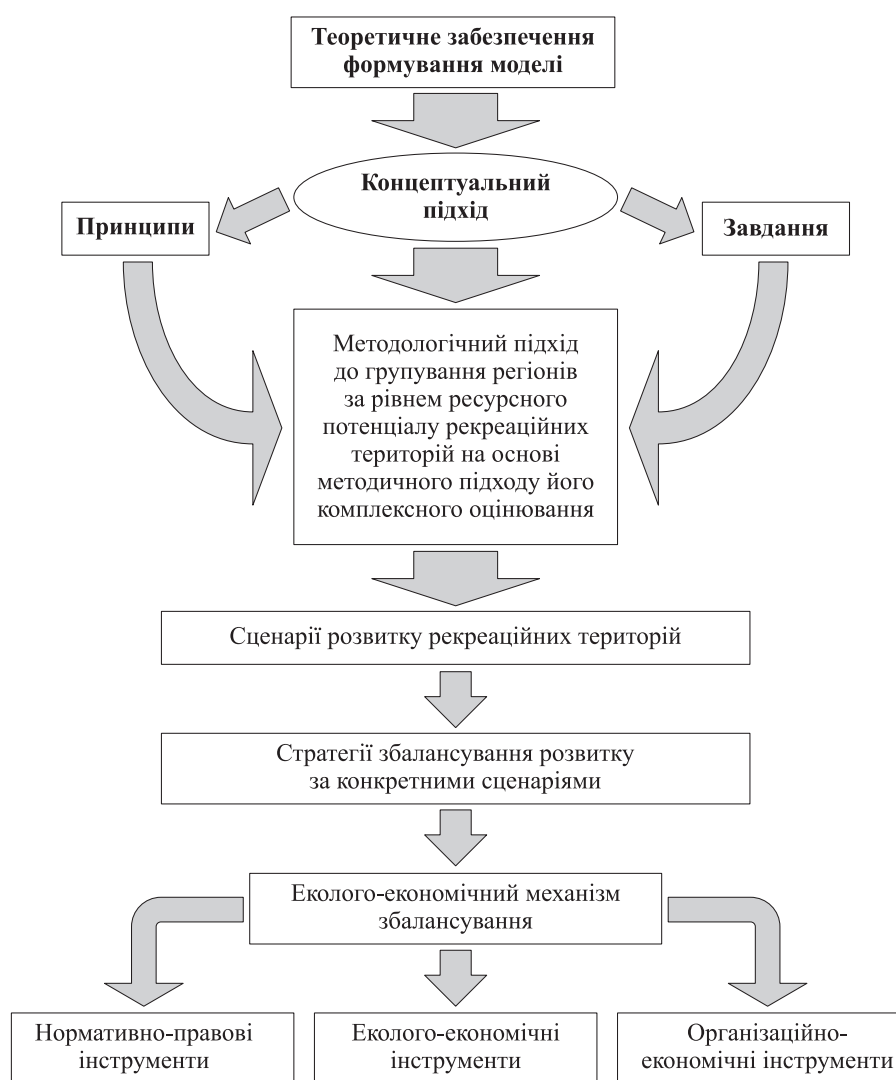 Теоретичне забезпечення
формування моделі
Концептуальний
підхід
Принципи
Завдання
Методологічний підхід
до групування регіонів
за рівнем ресурсного
потенціалу рекреаційних
територій на основі
методичного підходу його
комплексного оцінювання
Сценарії розвитку рекреаційних територій
Стратегії збалансування розвитку
за конкретними сценаріями
Еколого-економічний механізм
збалансування
Нормативно-правові
інструменти
Еколого-економічні
інструменти
Організаційно-
економічні інструменти